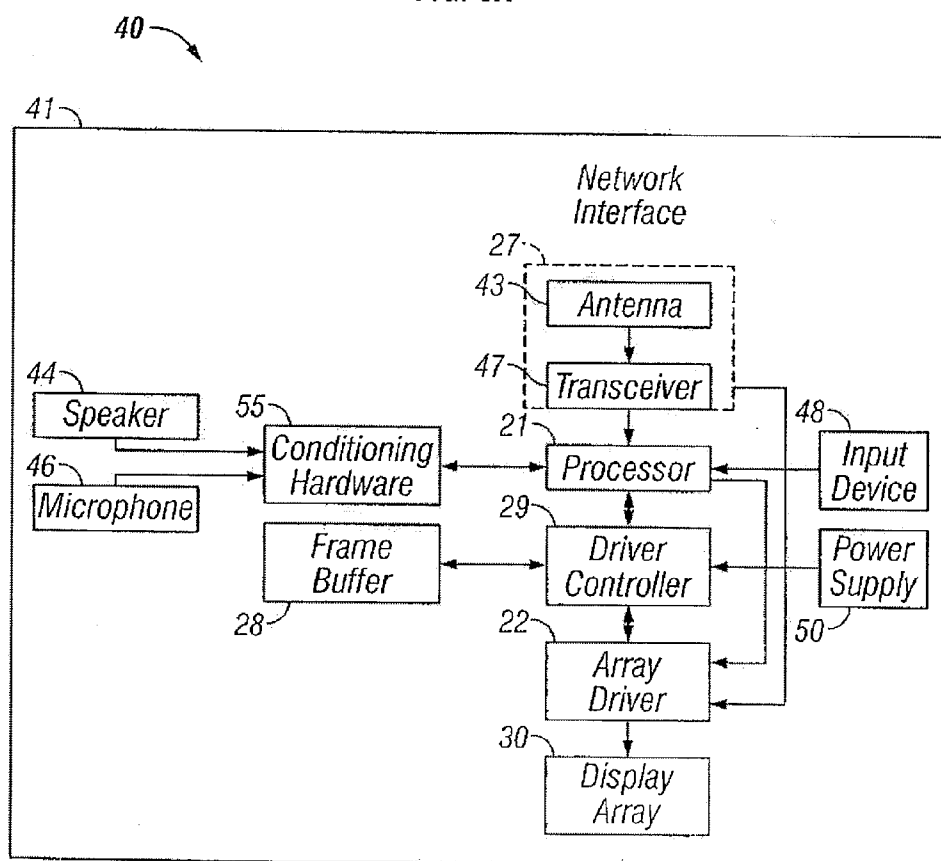 40
41
Network
Interface
27
43
Antenna
47
Transceiver
44
Speaker
55
Conditioning
Hardware
21
Processor
48
Input
Device
46
Microphone
29
Driver
Controller
Frame
Buffer
28
Power
Supply
50
22
Array
Driver
30
Display
Array